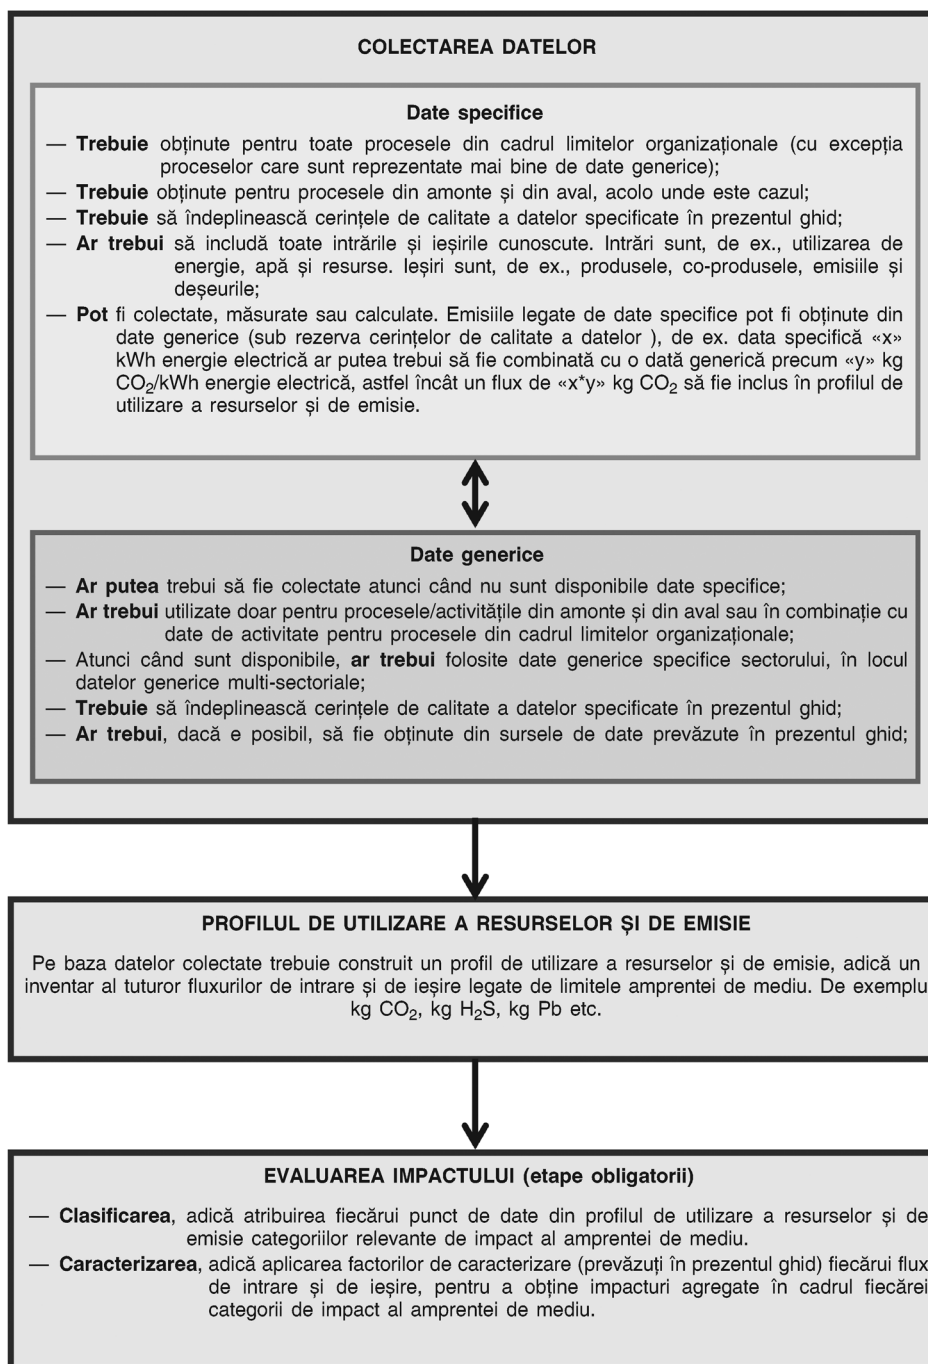 COLECTAREA DATELOR
Date specifice
— Trebuie obținute pentru toate procesele din cadrul limitelor organizaționale (cu excepția
proceselor care sunt reprezentate mai bine de date generice);
— Trebuie obținute pentru procesele din amonte și din aval, acolo unde este cazul;
— Trebuie să îndeplinească cerințele de calitate a datelor specificate în prezentul ghid;
— Ar trebui să includă toate intrările și ieșirile cunoscute. Intrări sunt, de ex., utilizarea de
energie, apă și resurse. Ieșiri sunt, de ex., produsele, co-produsele, emisiile și
deșeurile;
— Pot fi colectate, măsurate sau calculate. Emisiile legate de date specifice pot fi obținute din
date generice (sub rezerva cerințelor de calitate a datelor ), de ex. data specifică «x»
kWh energie electrică ar putea trebui să fie combinată cu o dată generică precum «y» kg
CO₂/kWh energie electrică, astfel încât un flux de «x*y» kg CO₂ să fie inclus în profilul de
utilizare a resurselor și de emisie.
Date generice
— Ar putea trebui să fie colectate atunci când nu sunt disponibile date specifice;
— Ar trebui utilizate doar pentru procesele/activitățile din amonte și din aval sau în combinație cu
date de activitate pentru procesele din cadrul limitelor organizaționale;
— Atunci când sunt disponibile, ar trebui folosite date generice specifice sectorului, în locul
datelor generice multi-sectoriale;
— Trebuie să îndeplinească cerințele de calitate a datelor specificate în prezentul ghid;
— Ar trebui, dacă e posibil, să fie obținute din sursele de date prevăzute în prezentul ghid;
PROFILUL DE UTILIZARE A RESURSELOR ȘI DE EMISIE
Pe baza datelor colectate trebuie construit un profil de utilizare a resurselor și de emisie, adică un
inventar al tuturor fluxurilor de intrare și de ieșire legate de limitele amprentei de mediu. De exemplu
kg CO₂, kg H₂S, kg Pb etc.
EVALUAREA IMPACTULUI (etape obligatorii)
— Clasificarea, adică atribuirea fiecărui punct de date din profilul de utilizare a resurselor și de
emisie categoriilor relevante de impact al amprentei de mediu.
— Caracterizarea, adică aplicarea factorilor de caracterizare (prevăzuți în prezentul ghid) fiecărui flux
de intrare și de ieșire, pentru a obține impacturi agregate în cadrul fiecărei
categorii de impact al amprentei de mediu.